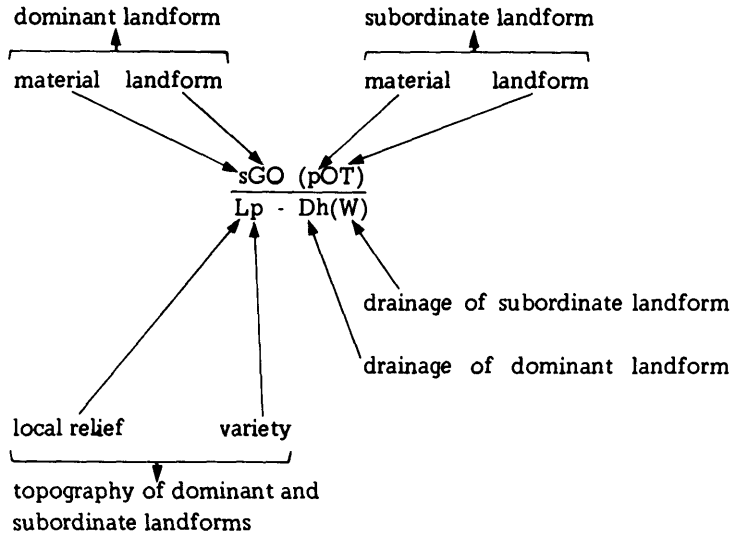 dominant landform
subordinate landform
material landform
material landform
sGO (pOT)
Lp - Dh(W)
drainage of subordinate landform
drainage of dominant landform
local relief variety
topography of dominant and
subordinate landforms